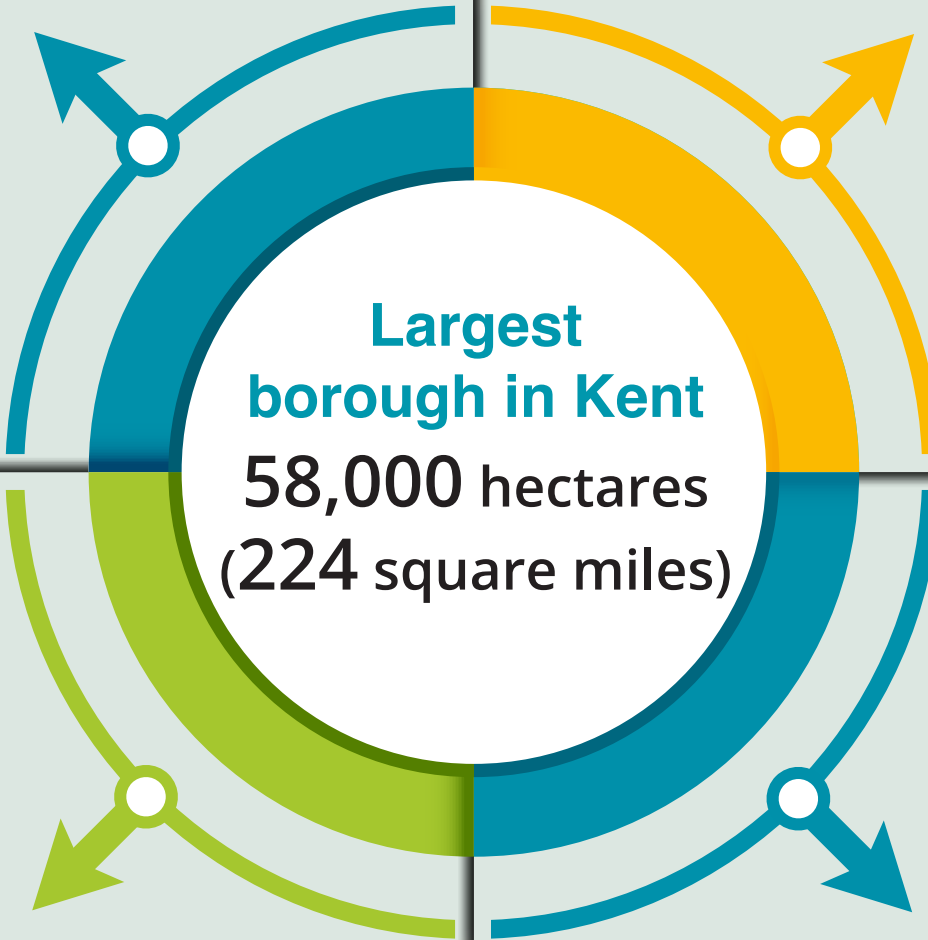 Largest
borough in Kent
58,000 hectares
(224 square miles)